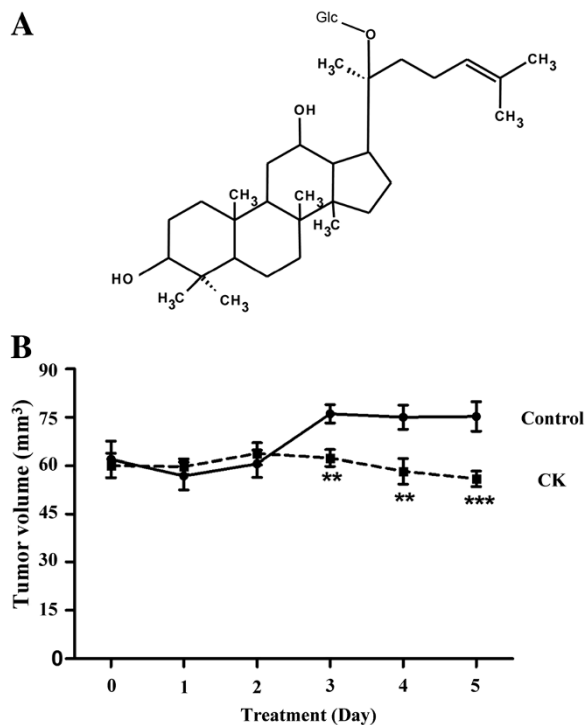 A
Glc
O
H₃C
CH₃
CH₃
OH
CH₃
CH₃
H₃C
CH₃
HO
H₃C
CH₃
B
90
75
60
45
30
15
0
Tumor volume (mm³)
Control
CK
**
**
***
0 1 2 3 4 5
Treatment (Day)